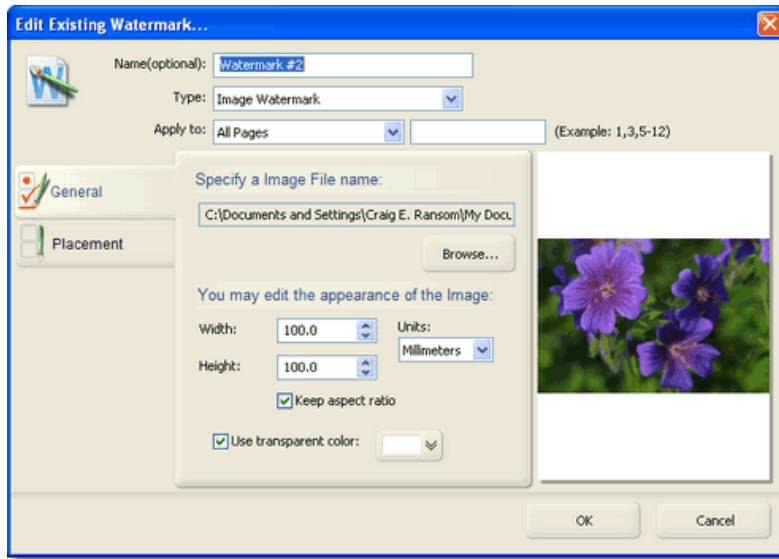 Edit Existing Watermark...
Name(optional): Watermark #2
Type: Image Watermark
Apply to: All Pages (Example: 1,3,5-12)
General
Placement
Specify a Image File name:
C:\Documents and Settings\Craig E. Ransom\My Docu
Browse...
You may edit the appearance of the Image:
Width: 100.0 Units:
Millimeters
Height: 100.0
Keep aspect ratio
Use transparent color:
OK Cancel